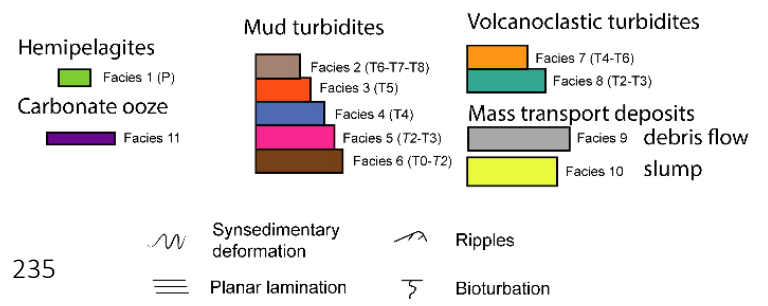 Hemipelagites
Facies 1 (P)
Carbonate ooze
Facies 11
Mud turbidites
Facies 2 (T6-T7-T8)
Facies 3 (T5)
Facies 4 (T4)
Facies 5 (T2-T3)
Facies 6 (T0-T2)
Volcanoclastic turbidites
Facies 7 (T4-T6)
Facies 8 (T2-T3)
Mass transport deposits
Facies 9 debris flow
Facies 10 slump
Synsedimentary
deformation
Ripples
Planar lamination
Bioturbation
235